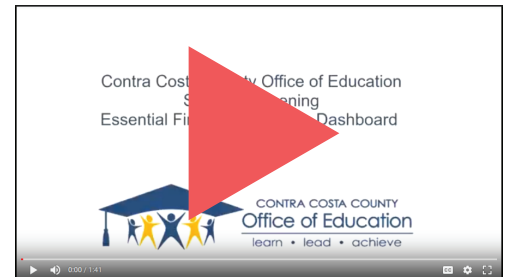 Contra Cost y Office of Education
S ening
Essential Fi Dashboard
CONTRA COSTA COUNTY
Office of Education
learn • lead • achieve
0:00 / 1:41